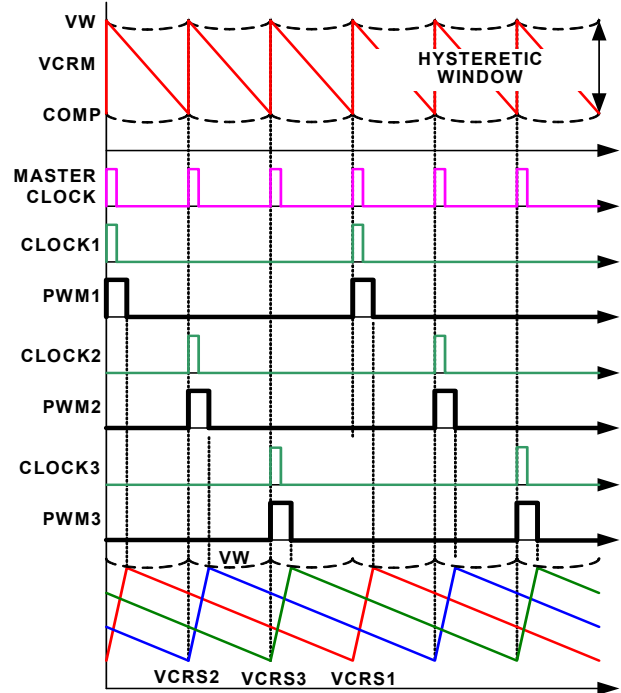 VW
VCRM
HYSTERETIC
WINDOW
COMP
MASTER
CLOCK
CLOCK1
PWM1
CLOCK2
PWM2
CLOCK3
PWM3
VW
VCRS2 VCRS3 VCRS1